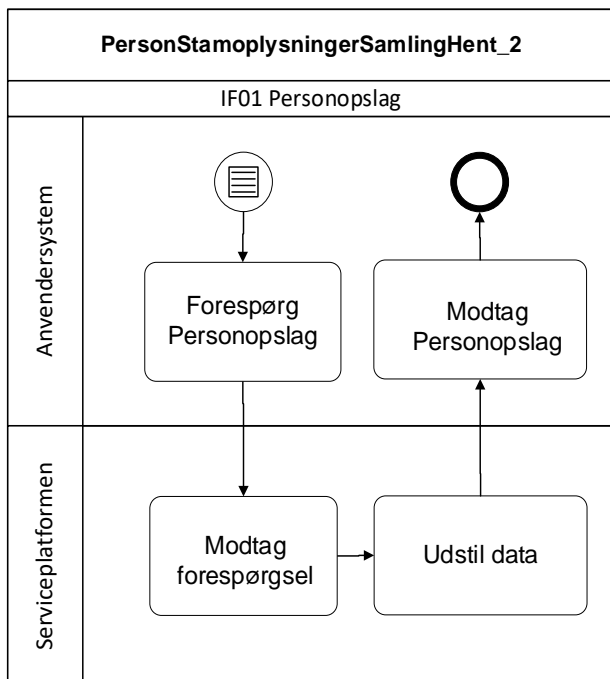 PersonStamoplysningerSamlingHent_2
IF01 Personopslag
Anvendersystem
Forespørg
Personopslag
Modtag
Personopslag
Serviceplatformen
Modtag
forespørgsel
Udstil data